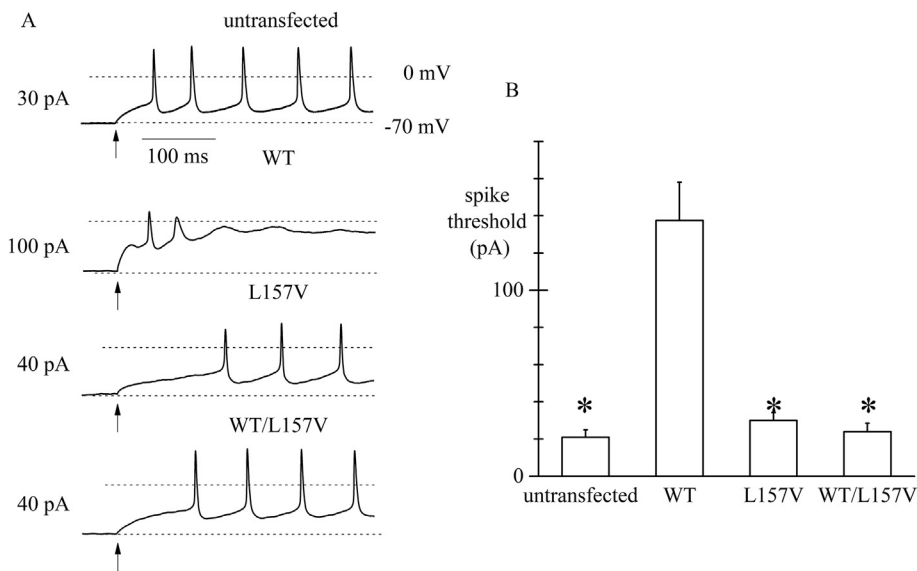 A
untransfected
0 mV
30 pA
-70 mV
100 ms
WT
100 pA
L157V
40 pA
WT/L157V
40 pA
B
spike
threshold
(pA)
100
0
*
*
*
untransfected
WT
L157V
WT/L157V